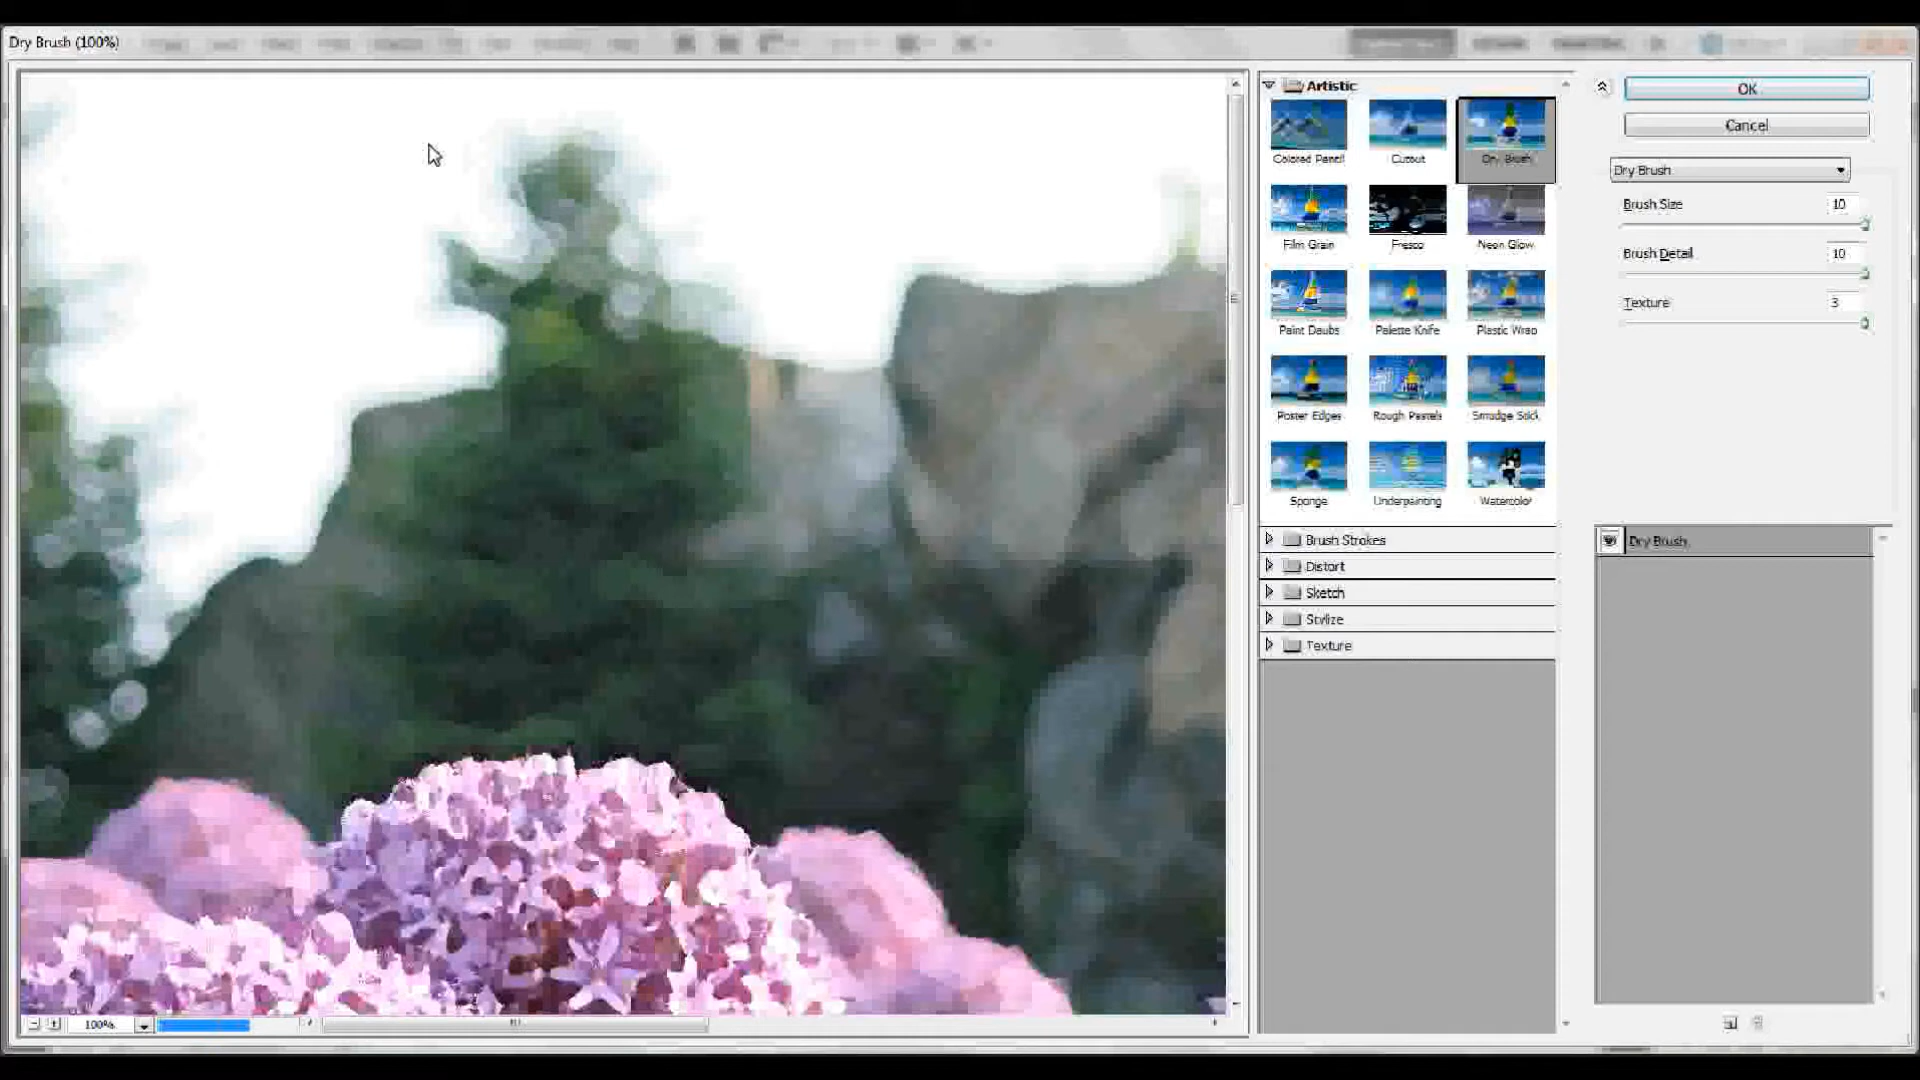 Dry Brush (100%)
Artistic
Colored Pencil
Cutout
Dry Brush
Film Grain
Fresco
Neon Glow
Paint Daubs
Palette Knife
Plastic Wrap
Poster Edges
Rough Pastels
Smudge Stick
Sponge
Underpainting
Watercolor
Brush Strokes
Distort
Sketch
Stylize
Texture
OK
Cancel
Dry Brush
Brush Size 10
Brush Detail 10
Texture 3
Dry Brush
100%